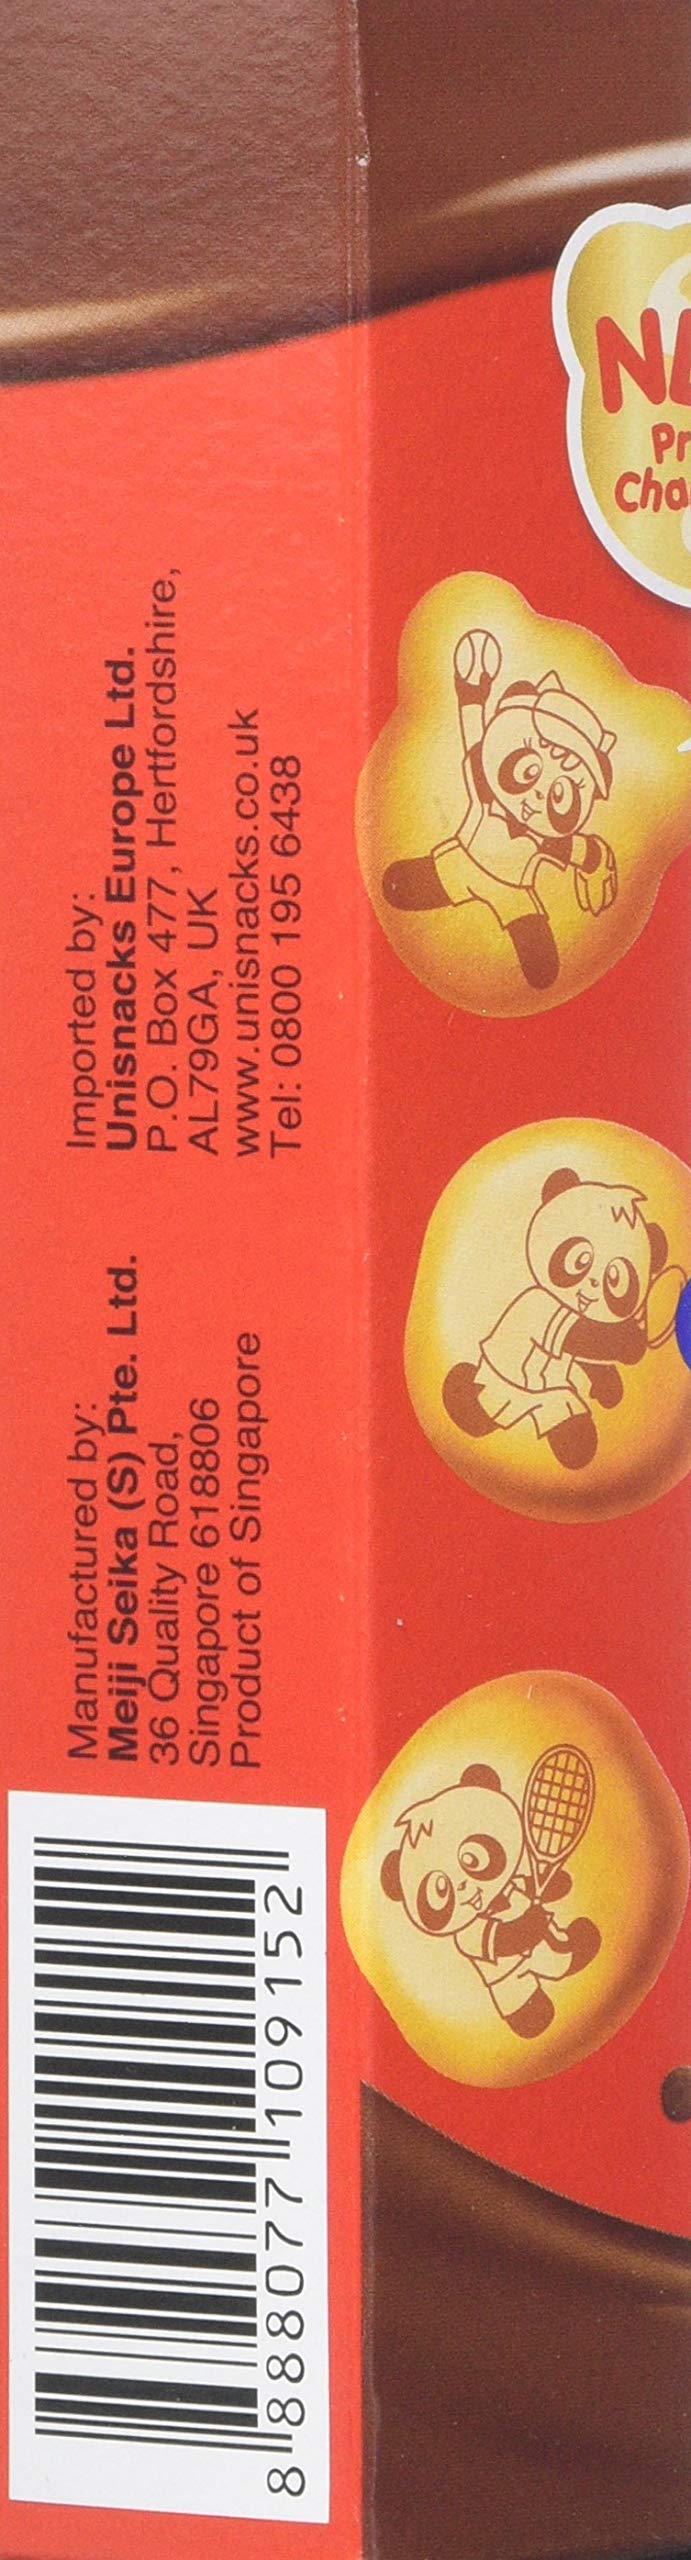 Manufactured by:
Meiji Seika (S) Pte. Ltd.
36 Quality Road,
Singapore 618806
Product of Singapore
Imported by:
Unisnacks Europe Ltd.
P.O. Box 477, Hertfordshire,
AL79GA, UK
www.unisnacks.co.uk
Tel: 0800 195 6438
8 888077 109152